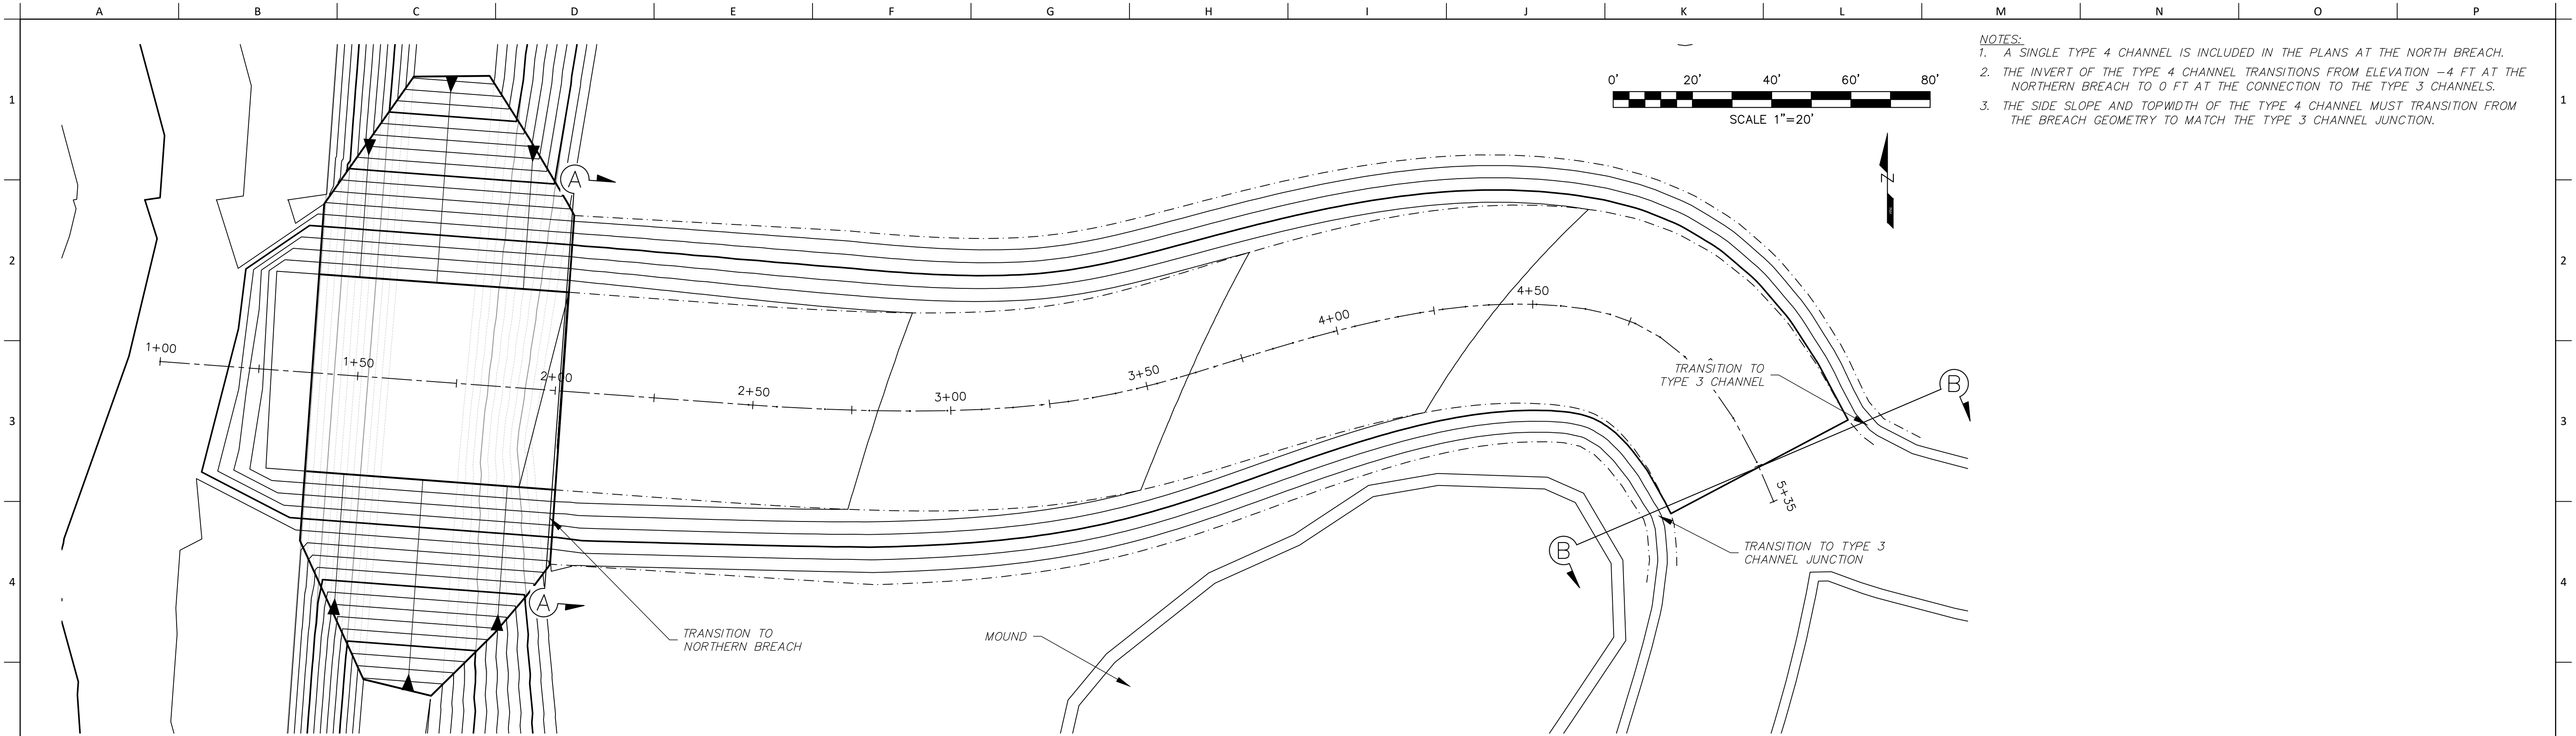 A B C D E F G H I J K L M N O P
1
2
3
4
1
2
3
4
NOTES:
1. A SINGLE TYPE 4 CHANNEL IS INCLUDED IN THE PLANS AT THE NORTH BREACH.
2. THE INVERT OF THE TYPE 4 CHANNEL TRANSITIONS FROM ELEVATION -4 FT AT THE
NORTHERN BREACH TO 0 FT AT THE CONNECTION TO THE TYPE 3 CHANNELS.
3. THE SIDE SLOPE AND TOPWIDTH OF THE TYPE 4 CHANNEL MUST TRANSITION FROM
THE BREACH GEOMETRY TO MATCH THE TYPE 3 CHANNEL JUNCTION.
0' 20' 40' 60' 80'
SCALE 1"=20'
N
A
A
B
B
1+00
1+50
2+00
2+50
3+00
3+50
4+00
4+50
5+35
TRANSITION TO
TYPE 3 CHANNEL
TRANSITION TO TYPE 3
CHANNEL JUNCTION
TRANSITION TO
NORTHERN BREACH
MOUND